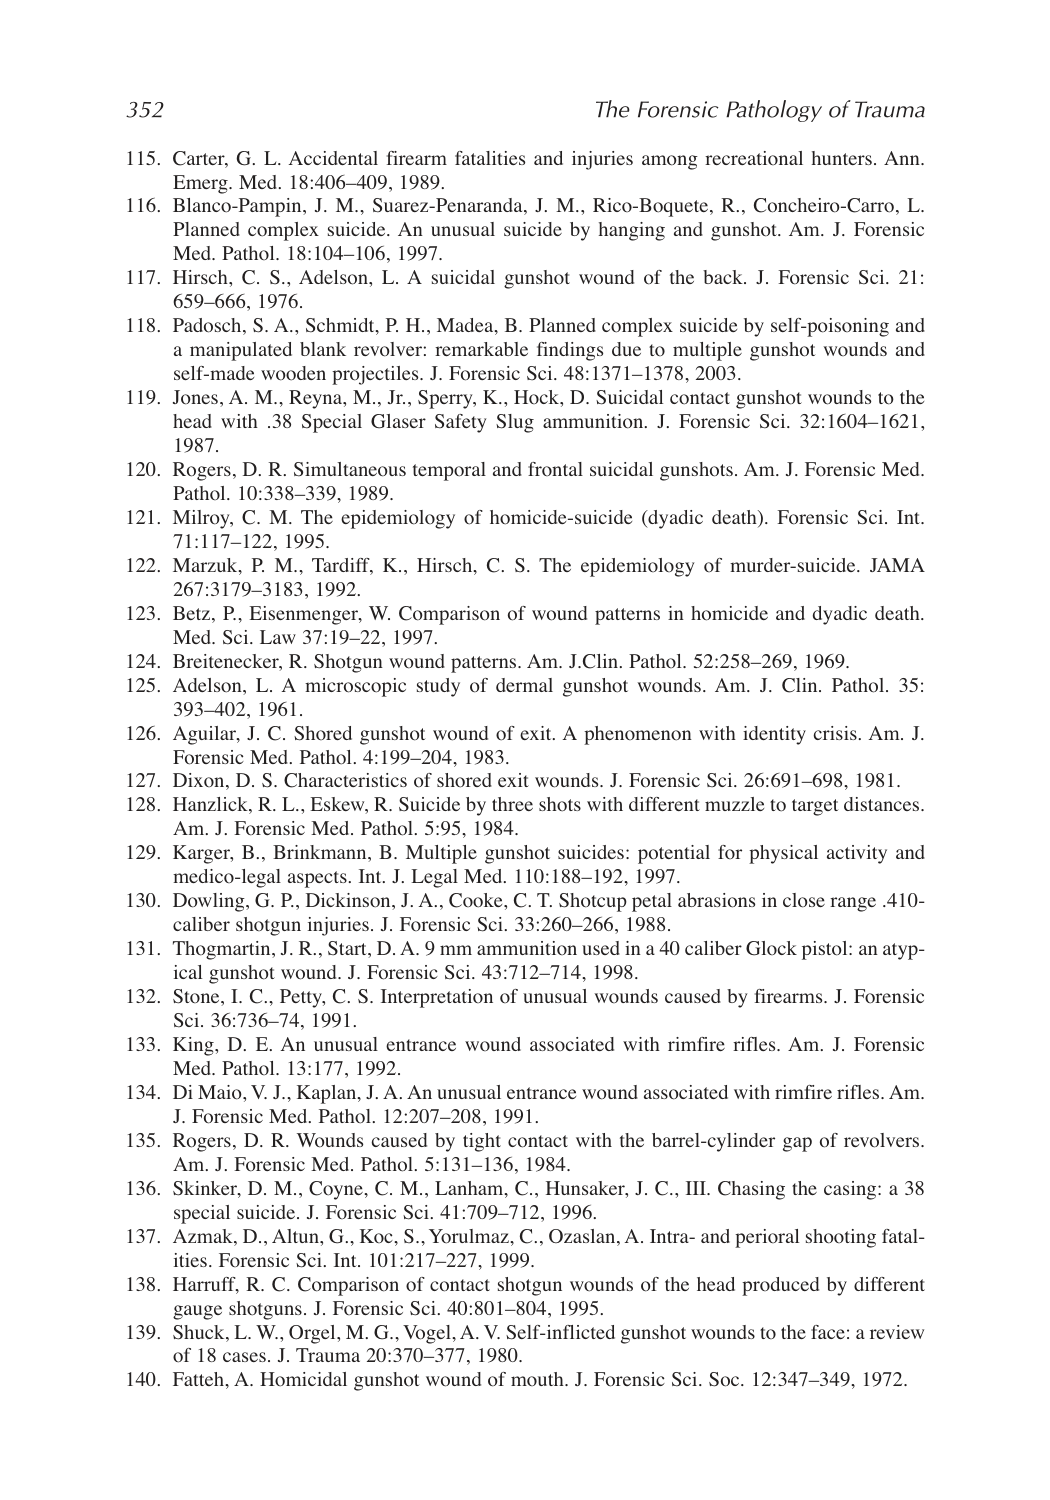 352 The Forensic Pathology of Trauma
115. Carter, G. L. Accidental firearm fatalities and injuries among recreational hunters. Ann.
Emerg. Med. 18:406–409, 1989.
116. Blanco-Pampin, J. M., Suarez-Penaranda, J. M., Rico-Boquete, R., Concheiro-Carro, L.
Planned complex suicide. An unusual suicide by hanging and gunshot. Am. J. Forensic
Med. Pathol. 18:104–106, 1997.
117. Hirsch, C. S., Adelson, L. A suicidal gunshot wound of the back. J. Forensic Sci. 21:
659–666, 1976.
118. Padosch, S. A., Schmidt, P. H., Madea, B. Planned complex suicide by self-poisoning and
a manipulated blank revolver: remarkable findings due to multiple gunshot wounds and
self-made wooden projectiles. J. Forensic Sci. 48:1371–1378, 2003.
119. Jones, A. M., Reyna, M., Jr., Sperry, K., Hock, D. Suicidal contact gunshot wounds to the
head with .38 Special Glaser Safety Slug ammunition. J. Forensic Sci. 32:1604–1621,
1987.
120. Rogers, D. R. Simultaneous temporal and frontal suicidal gunshots. Am. J. Forensic Med.
Pathol. 10:338–339, 1989.
121. Milroy, C. M. The epidemiology of homicide-suicide (dyadic death). Forensic Sci. Int.
71:117–122, 1995.
122. Marzuk, P. M., Tardiff, K., Hirsch, C. S. The epidemiology of murder-suicide. JAMA
267:3179–3183, 1992.
123. Betz, P., Eisenmenger, W. Comparison of wound patterns in homicide and dyadic death.
Med. Sci. Law 37:19–22, 1997.
124. Breitenecker, R. Shotgun wound patterns. Am. J.Clin. Pathol. 52:258–269, 1969.
125. Adelson, L. A microscopic study of dermal gunshot wounds. Am. J. Clin. Pathol. 35:
393–402, 1961.
126. Aguilar, J. C. Shored gunshot wound of exit. A phenomenon with identity crisis. Am. J.
Forensic Med. Pathol. 4:199–204, 1983.
127. Dixon, D. S. Characteristics of shored exit wounds. J. Forensic Sci. 26:691–698, 1981.
128. Hanzlick, R. L., Eskew, R. Suicide by three shots with different muzzle to target distances.
Am. J. Forensic Med. Pathol. 5:95, 1984.
129. Karger, B., Brinkmann, B. Multiple gunshot suicides: potential for physical activity and
medico-legal aspects. Int. J. Legal Med. 110:188–192, 1997.
130. Dowling, G. P., Dickinson, J. A., Cooke, C. T. Shotcup petal abrasions in close range .410-
caliber shotgun injuries. J. Forensic Sci. 33:260–266, 1988.
131. Thogmartin, J. R., Start, D. A. 9 mm ammunition used in a 40 caliber Glock pistol: an atyp-
ical gunshot wound. J. Forensic Sci. 43:712–714, 1998.
132. Stone, I. C., Petty, C. S. Interpretation of unusual wounds caused by firearms. J. Forensic
Sci. 36:736–74, 1991.
133. King, D. E. An unusual entrance wound associated with rimfire rifles. Am. J. Forensic
Med. Pathol. 13:177, 1992.
134. Di Maio, V. J., Kaplan, J. A. An unusual entrance wound associated with rimfire rifles. Am.
J. Forensic Med. Pathol. 12:207–208, 1991.
135. Rogers, D. R. Wounds caused by tight contact with the barrel-cylinder gap of revolvers.
Am. J. Forensic Med. Pathol. 5:131–136, 1984.
136. Skinker, D. M., Coyne, C. M., Lanham, C., Hunsaker, J. C., III. Chasing the casing: a 38
special suicide. J. Forensic Sci. 41:709–712, 1996.
137. Azmak, D., Altun, G., Koc, S., Yorulmaz, C., Ozaslan, A. Intra- and perioral shooting fatal-
ities. Forensic Sci. Int. 101:217–227, 1999.
138. Harruff, R. C. Comparison of contact shotgun wounds of the head produced by different
gauge shotguns. J. Forensic Sci. 40:801–804, 1995.
139. Shuck, L. W., Orgel, M. G., Vogel, A. V. Self-inflicted gunshot wounds to the face: a review
of 18 cases. J. Trauma 20:370–377, 1980.
140. Fatteh, A. Homicidal gunshot wound of mouth. J. Forensic Sci. Soc. 12:347–349, 1972.